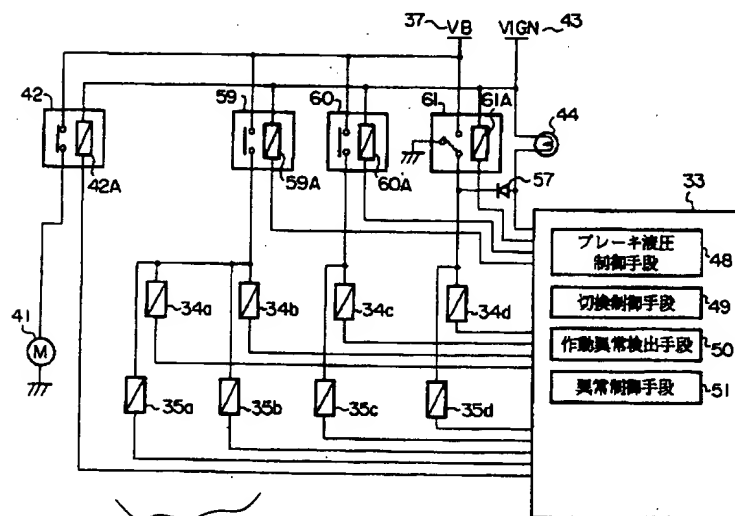 37
VB
VIGN
43
42
59
60
61
61A
44
42A
59A
60A
57
33
ブレーキ液圧
制御手段
48
切換制御手段
49
作動異常検出手段
50
異常制御手段
51
34a
34b
34c
34d
41
M
35a
35b
35c
35d